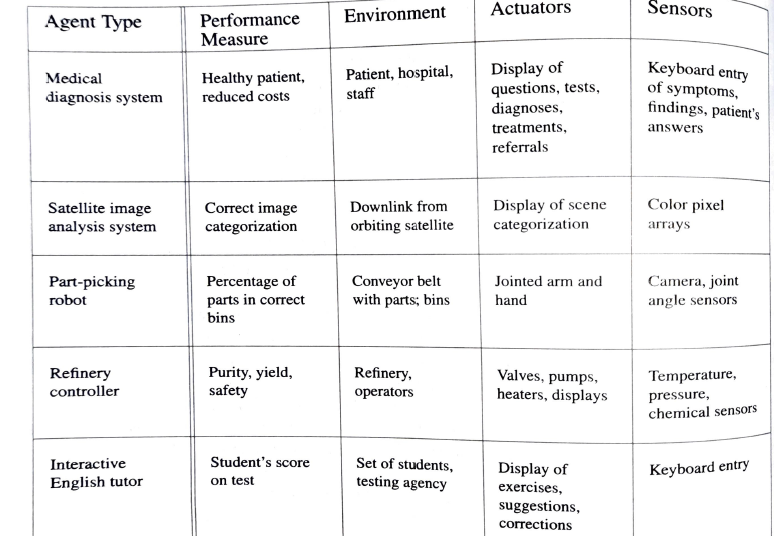 Agent Type
Performance
Measure
Environment
Actuators
Sensors
Medical
diagnosis system
Healthy patient,
reduced costs
Patient, hospital,
staff
Display of
questions, tests,
diagnoses,
treatments,
referrals
Keyboard entry
of symptoms,
findings, patient's
answers
Satellite image
analysis system
Correct image
categorization
Downlink from
orbiting satellite
Display of scene
categorization
Color pixel
arrays
Part-picking
robot
Percentage of
parts in correct
bins
Conveyor belt
with parts; bins
Jointed arm and
hand
Camera, joint
angle sensors
Refinery
controller
Purity, yield,
safety
Refinery,
operators
Valves, pumps,
heaters, displays
Temperature,
pressure,
chemical sensors
Interactive
English tutor
Student's score
on test
Set of students,
testing agency
Display of
exercises,
suggestions,
corrections
Keyboard entry